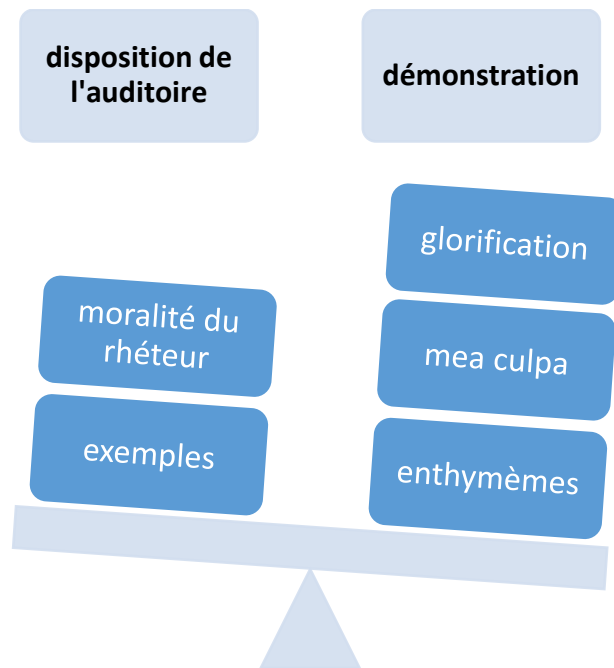 disposition de
l'auditoire
démonstration
moralité du
rhéteur
exemples
glorification
mea culpa
enthymèmes